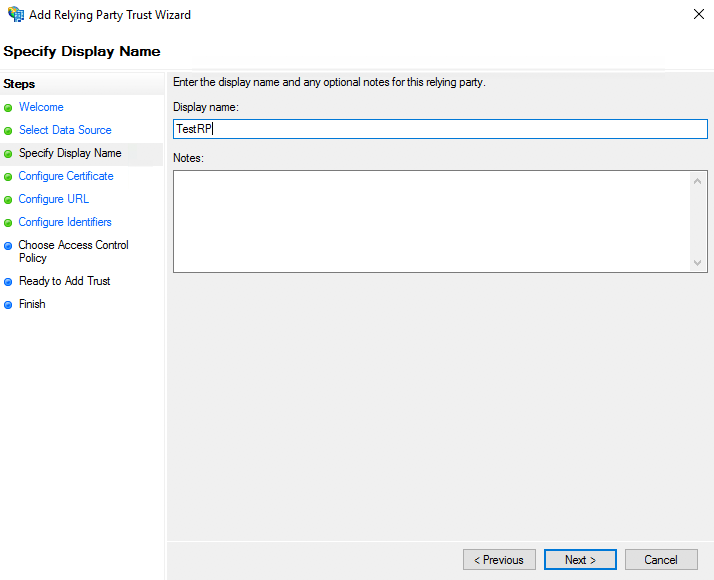 Add Relying Party Trust Wizard
Specify Display Name
Steps
Welcome
Select Data Source
Specify Display Name
Configure Certificate
Configure URL
Configure Identifiers
Choose Access Control
Policy
Ready to Add Trust
Finish
Enter the display name and any optional notes for this relying party.
Display name:
TestRP
Notes:
< Previous
Next >
Cancel